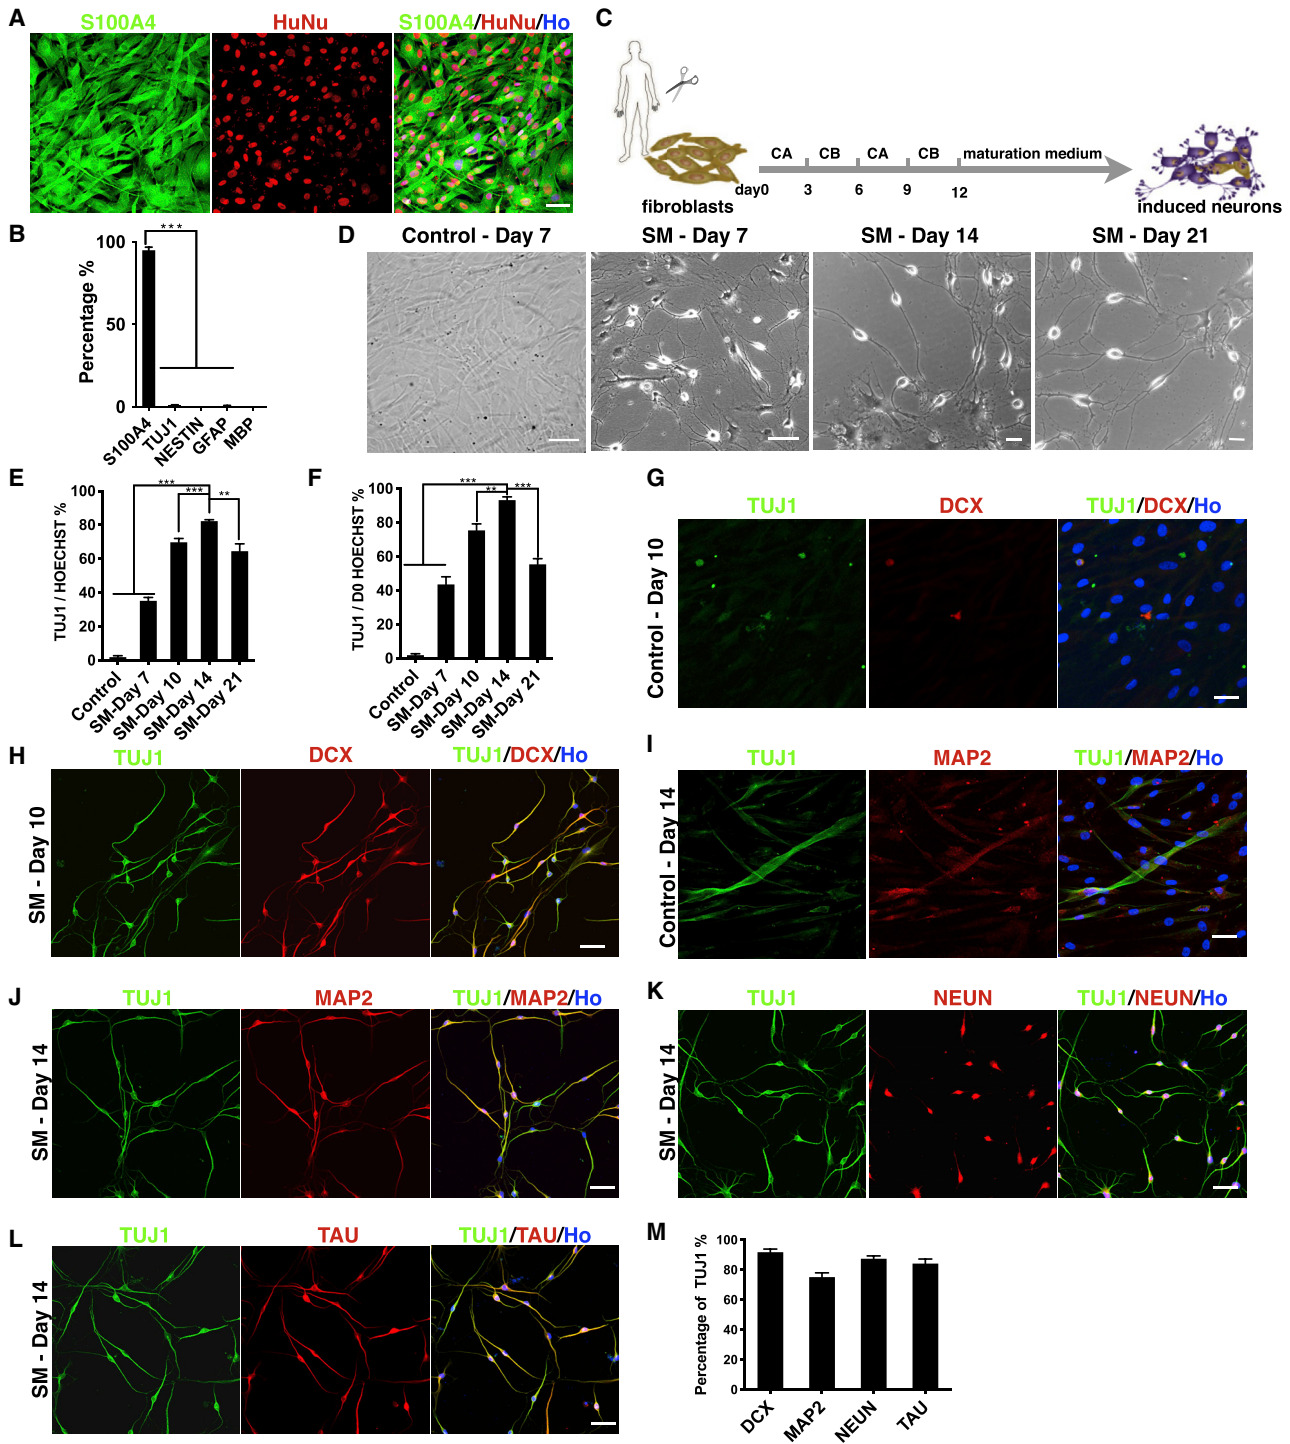 A
S100A4
HuNu
S100A4/HuNu/Ho
C
CA
CB
CA
CB
maturation medium
day0
3
6
9
12
fibroblasts
induced neurons
B
***
Percentage %
100
50
0
S100A4
TUJ1
NESTIN
GFAP
MBP
D
Control - Day 7
SM - Day 7
SM - Day 14
SM - Day 21
E
TUJ1 / HOECHST %
100
80
60
40
20
0
***
***
**
Control
SM-Day 7
SM-Day 10
SM-Day 14
SM-Day 21
F
TUJ1 / D0 HOECHST %
100
80
60
40
20
0
***
**
***
Control
SM-Day 7
SM-Day 10
SM-Day 14
SM-Day 21
G
TUJ1
DCX
TUJ1/DCX/Ho
Control - Day 10
H
TUJ1
DCX
TUJ1/DCX/Ho
SM - Day 10
I
TUJ1
MAP2
TUJ1/MAP2/Ho
Control - Day 14
J
TUJ1
MAP2
TUJ1/MAP2/Ho
SM - Day 14
K
TUJ1
NEUN
TUJ1/NEUN/Ho
SM - Day 14
L
TUJ1
TAU
TUJ1/TAU/Ho
SM - Day 14
M
Percentage of TUJ1 %
100
80
60
40
20
0
DCX
MAP2
NEUN
TAU